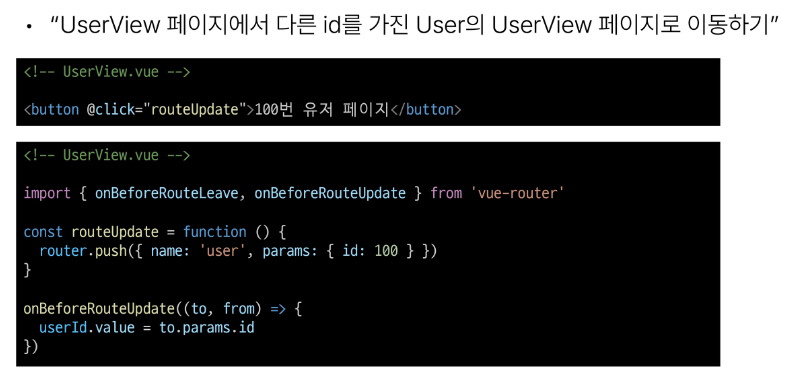 • “UserView 페이지에서 다른 id를 가진 User의 UserView 페이지로 이동하기”
<!-- UserView.vue -->
<button @click="routeUpdate">100번 유저 페이지</button>
<!-- UserView.vue -->
import { onBeforeRouteLeave, onBeforeRouteUpdate } from 'vue-router'
const routeUpdate = function () {
  router.push({ name: 'user', params: { id: 100 } })
}
onBeforeRouteUpdate((to, from) => {
  userId.value = to.params.id
})